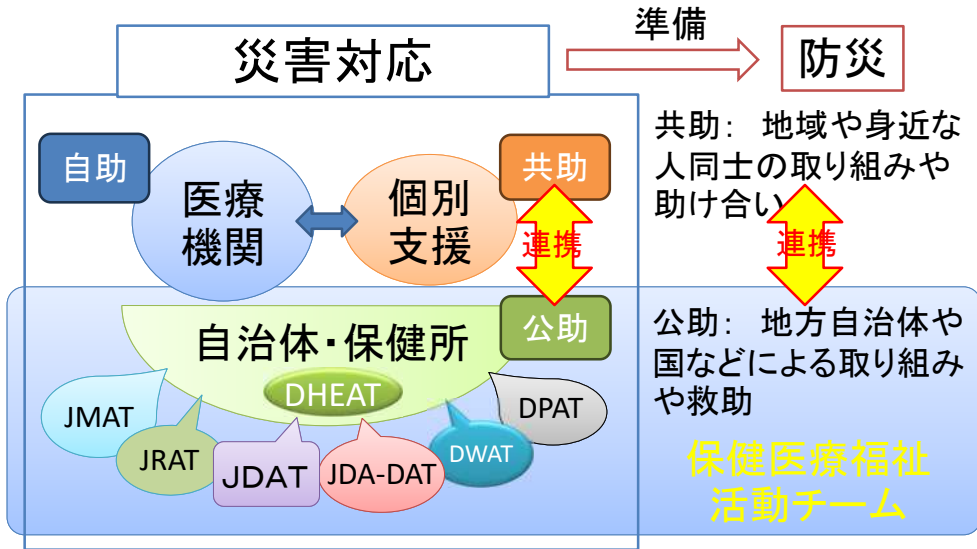 災害対応
準備
防災
自助
医療
機関
個別
支援
共助
連携
共助： 地域や身近な
人同士の取り組みや
助け合い
連携
自治体・保健所
公助
DHEAT
JMAT
JRAT
JDAT
JDA-DAT
DWAT
DPAT
公助： 地方自治体や
国などによる取り組み
や救助
保健医療福祉
活動チーム